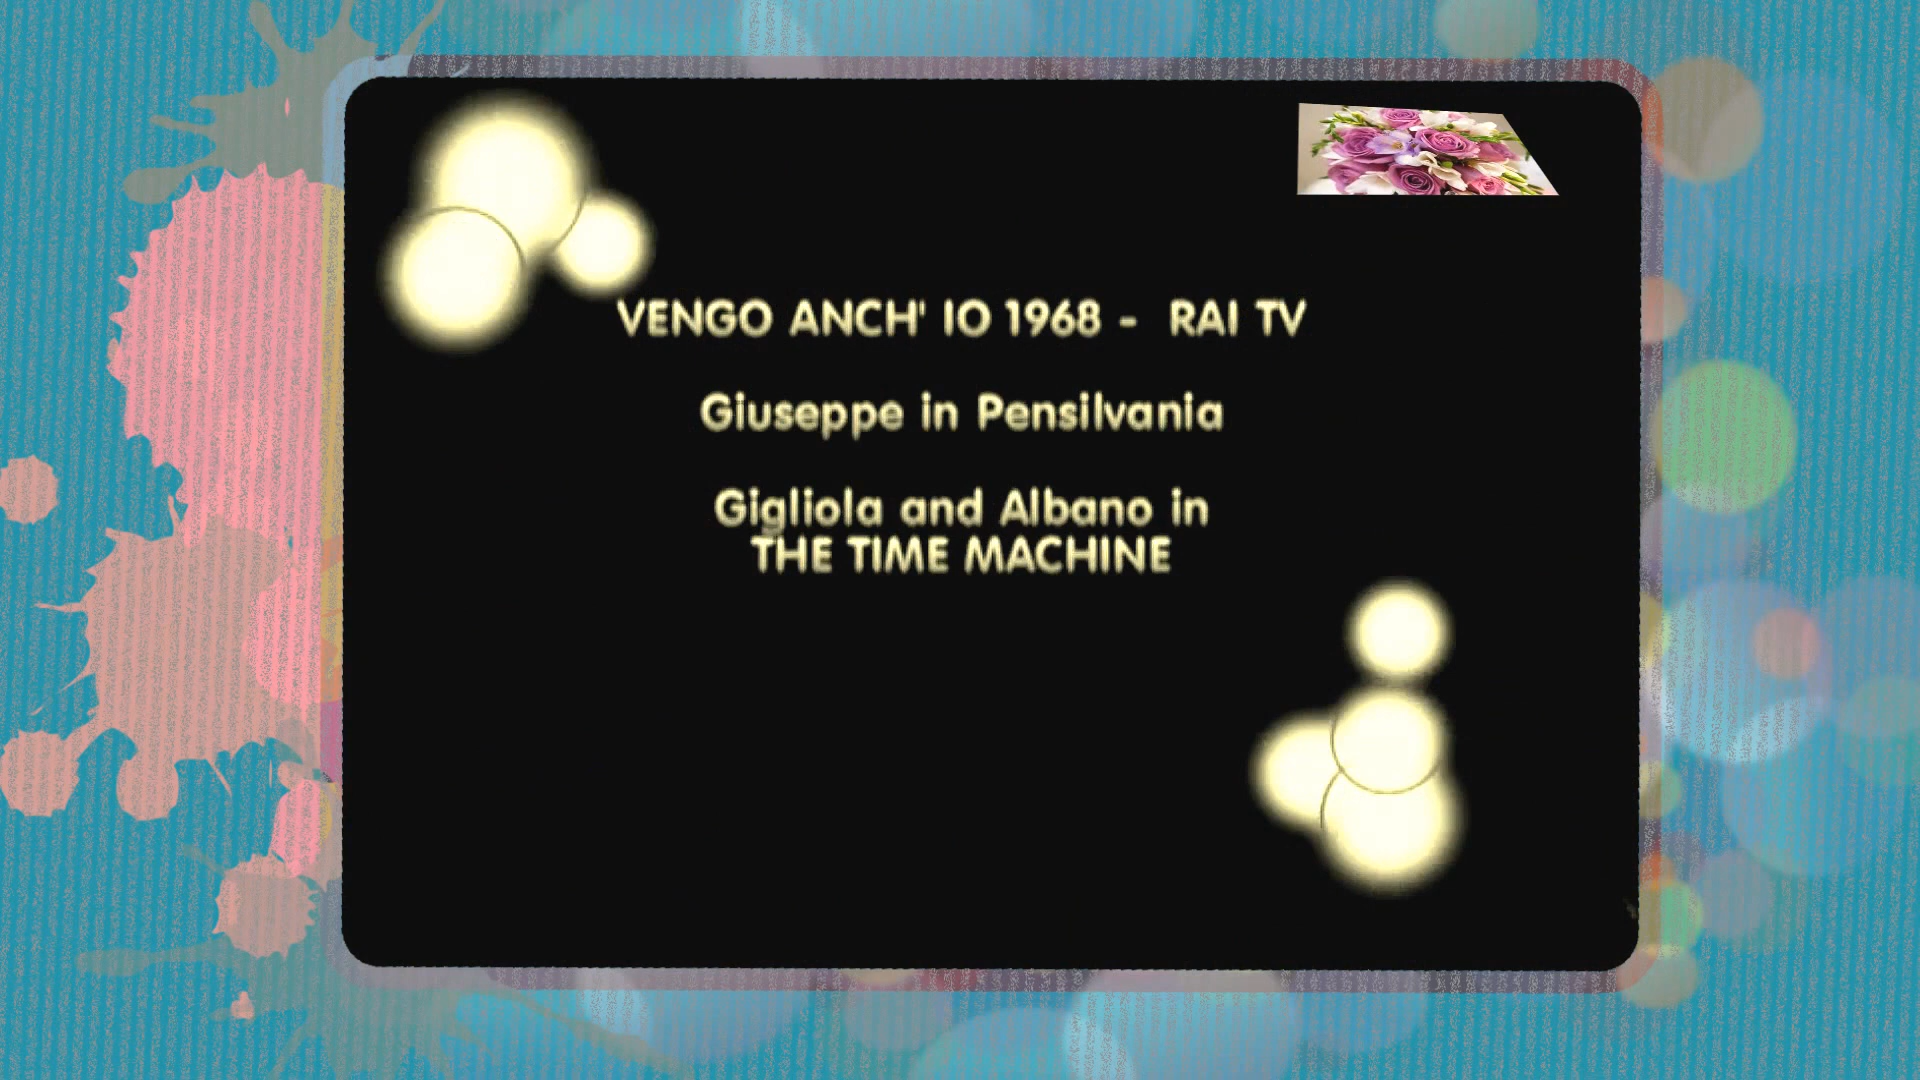 VENGO ANCH' IO 1968 - RAI TV
Giuseppe in Pensilvania
Gigliola and Albano in
THE TIME MACHINE